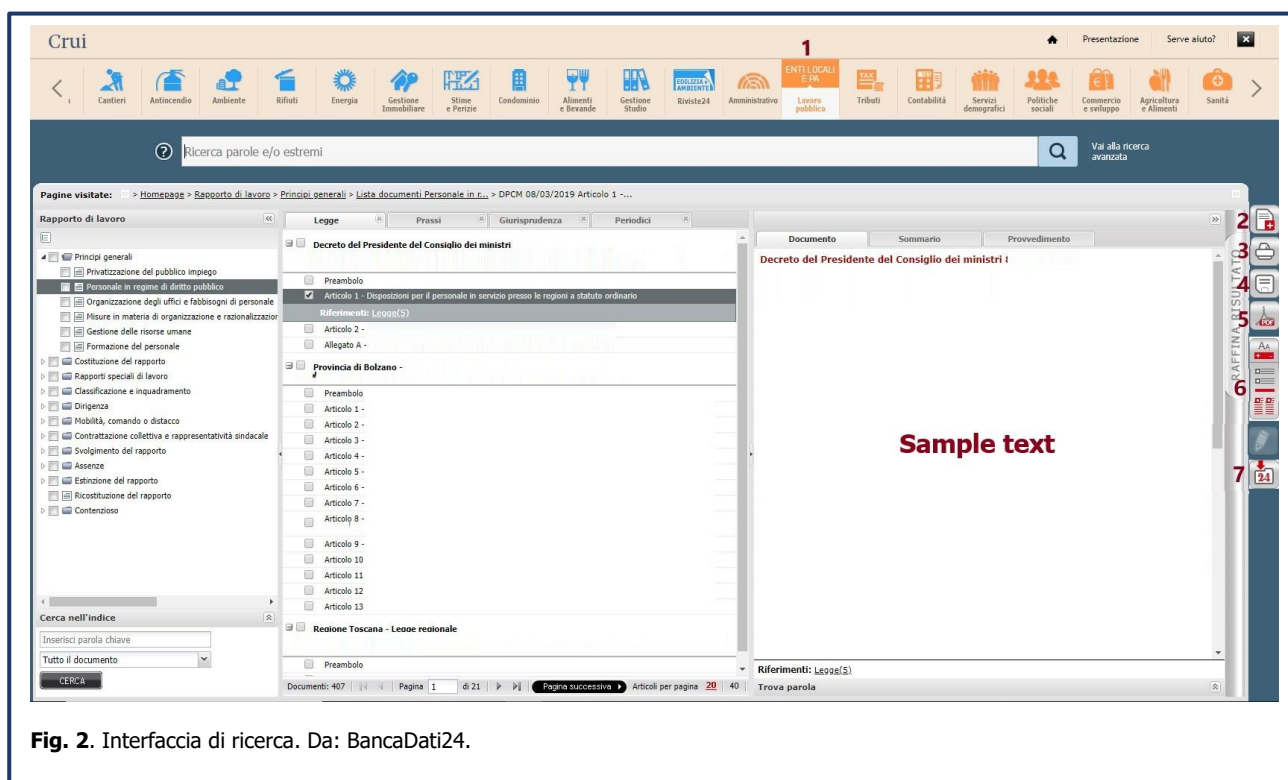 Crui
Presentazione
Serve aiuto?
1
Cantieri
Antincendio
Ambiente
Rifiuti
Energia
Gestione Immobiliare
Stime e Perizie
Condominio
Alimenti e Bevande
Gestione Studio
EDILIZIA e AMBIENTE
Riviste24
Amministrativo
ENTI LOCALI E PA
Lavoro pubblico
TAX
Tributi
Contabilità
Servizi demografici
Politiche sociali
Commercio e sviluppo
Agricoltura e Alimenti
Sanità
Ricerca parole e/o estremi
Vai alla ricerca avanzata
Pagine visitate: > Homepage > Rapporto di lavoro > Principi generali > Lista documenti Personale in r... > DPCM 08/03/2019 Articolo 1 -...
Rapporto di lavoro
Principi generali
Privatizzazione del pubblico impiego
Personale in regime di diritto pubblico
Organizzazione degli uffici e fabbisogni di personale
Misure in materia di organizzazione e razionalizzazion
Gestione delle risorse umane
Formazione del personale
Costituzione del rapporto
Rapporti speciali di lavoro
Classificazione e inquadramento
Dirigenza
Mobilità, comando o distacco
Contrattazione collettiva e rappresentatività sindacale
Svolgimento del rapporto
Assenze
Estinzione del rapporto
Ricostituzione del rapporto
Contenzioso
Cerca nell'indice
Inserisci parola chiave
Tutto il documento
CERCA
Legge
Prassi
Giurisprudenza
Periodici
Decreto del Presidente del Consiglio dei ministri
Preambolo
Articolo 1 - Disposizioni per il personale in servizio presso le regioni a statuto ordinario
Riferimenti: Legge(5)
Articolo 2 -
Allegato A -
Provincia di Bolzano -
Preambolo
Articolo 1 -
Articolo 2 -
Articolo 3 -
Articolo 4 -
Articolo 5 -
Articolo 6 -
Articolo 7 -
Articolo 8 -
Articolo 9 -
Articolo 10
Articolo 11
Articolo 12
Articolo 13
Regione Toscana - Legge regionale
Preambolo
Documenti: 407 Pagina 1 di 21 Pagina successiva Articoli per pagina 20 40
Documento
Sommario
Provvedimento
Decreto del Presidente del Consiglio dei ministri
Sample text
Riferimenti: Legge(5)
Trova parola
RAFFINA RISULTATO
2
3
4
5
PDF
AA
6
7
24
Fig. 2. Interfaccia di ricerca. Da: BancaDati24.